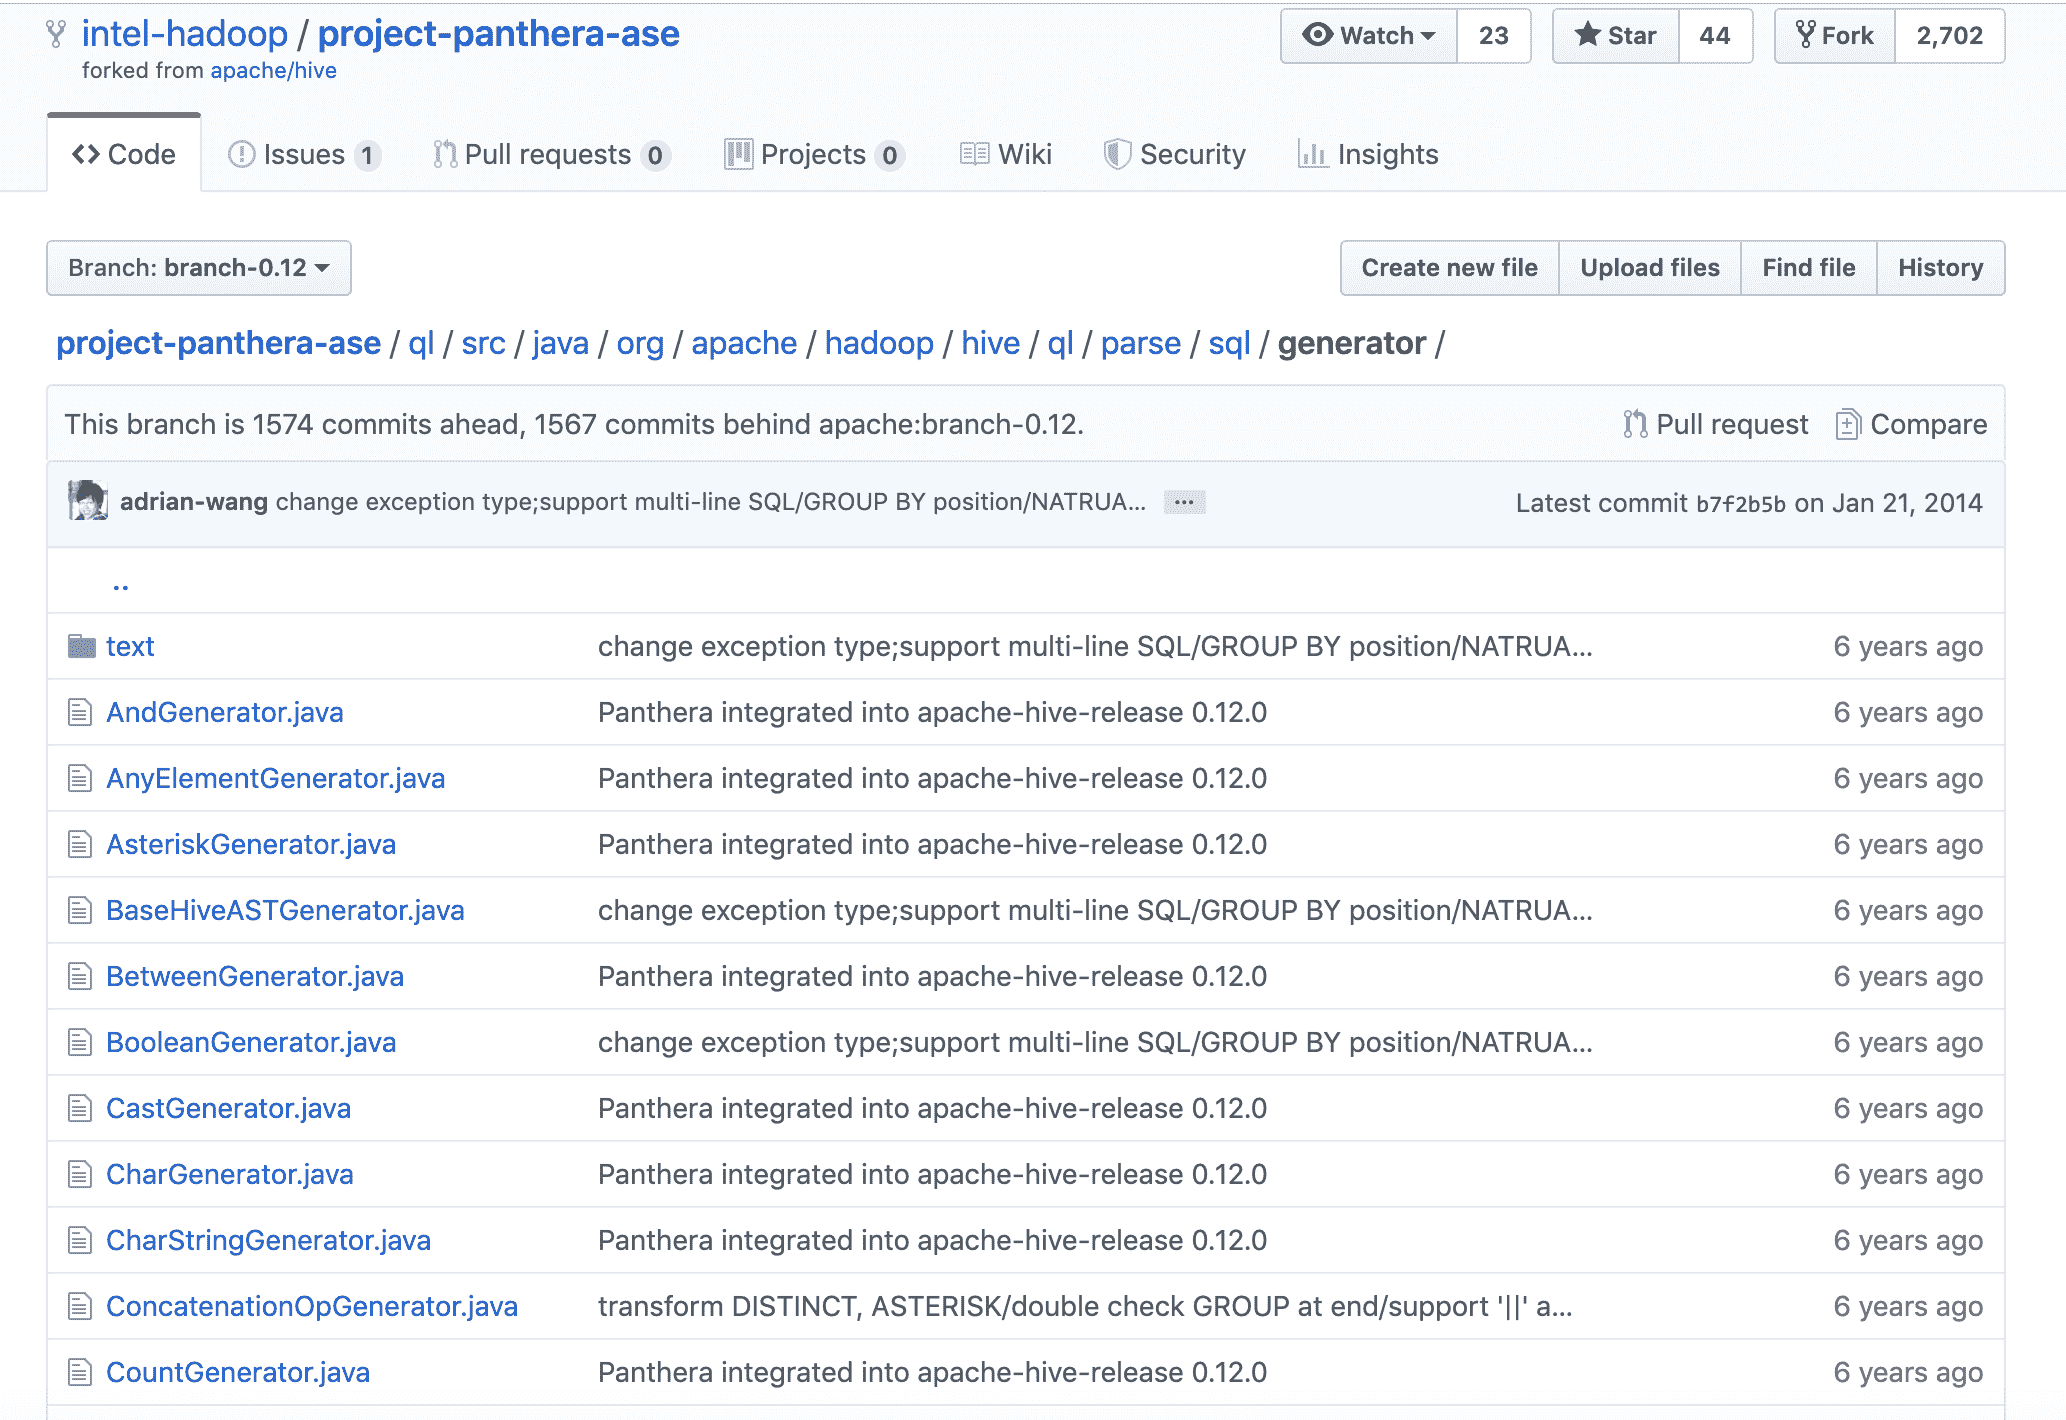 intel-hadoop / project-panthera-ase
forked from apache/hive
Watch 23 Star 44 Fork 2,702
Code Issues 1 Pull requests 0 Projects 0 Wiki Security Insights
Branch: branch-0.12 Create new file Upload files Find file History
project-panthera-ase / ql / src / java / org / apache / hadoop / hive / ql / parse / sql / generator /
This branch is 1574 commits ahead, 1567 commits behind apache:branch-0.12. Pull request Compare
adrian-wang change exception type;support multi-line SQL/GROUP BY position/NATRUA... ... Latest commit b7f2b5b on Jan 21, 2014
..
text change exception type;support multi-line SQL/GROUP BY position/NATRUA... 6 years ago
AndGenerator.java Panthera integrated into apache-hive-release 0.12.0 6 years ago
AnyElementGenerator.java Panthera integrated into apache-hive-release 0.12.0 6 years ago
AsteriskGenerator.java Panthera integrated into apache-hive-release 0.12.0 6 years ago
BaseHiveASTGenerator.java change exception type;support multi-line SQL/GROUP BY position/NATRUA... 6 years ago
BetweenGenerator.java Panthera integrated into apache-hive-release 0.12.0 6 years ago
BooleanGenerator.java change exception type;support multi-line SQL/GROUP BY position/NATRUA... 6 years ago
CastGenerator.java Panthera integrated into apache-hive-release 0.12.0 6 years ago
CharGenerator.java Panthera integrated into apache-hive-release 0.12.0 6 years ago
CharStringGenerator.java Panthera integrated into apache-hive-release 0.12.0 6 years ago
ConcatenationOpGenerator.java transform DISTINCT, ASTERISK/double check GROUP at end/support '||' a... 6 years ago
CountGenerator.java Panthera integrated into apache-hive-release 0.12.0 6 years ago